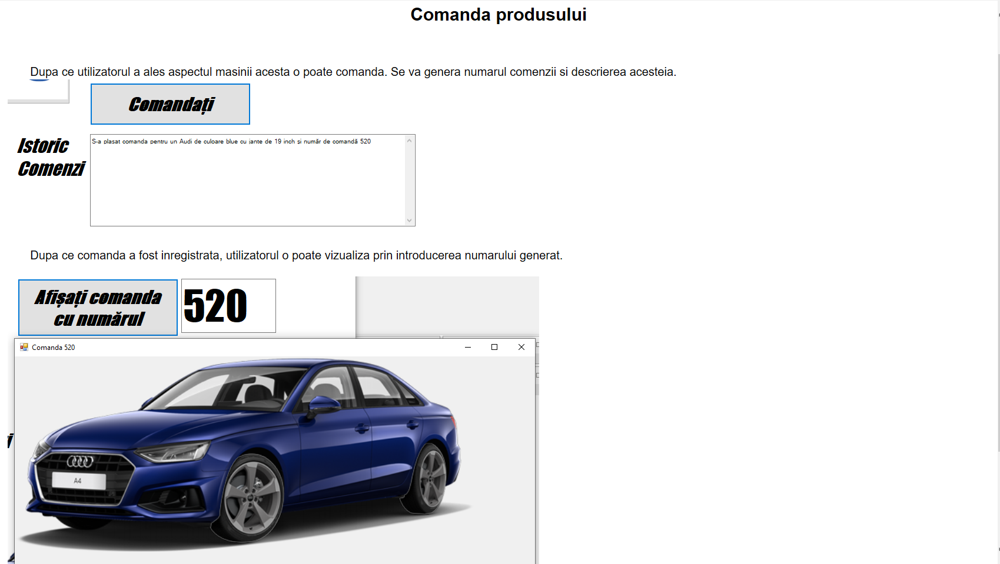 Comanda produsului
Dupa ce utilizatorul a ales aspectul masinii acesta o poate comanda. Se va genera numarul comenzii si descrierea acesteia.
Comandați
Istoric
Comenzi
S-a plasat comanda pentru un Audi de culoare blue cu jante de 19 inch și număr de comandă 520
Dupa ce comanda a fost inregistrata, utilizatorul o poate vizualiza prin introducerea numarului generat.
Afișați comanda
cu numărul
520
Comanda 520
A4